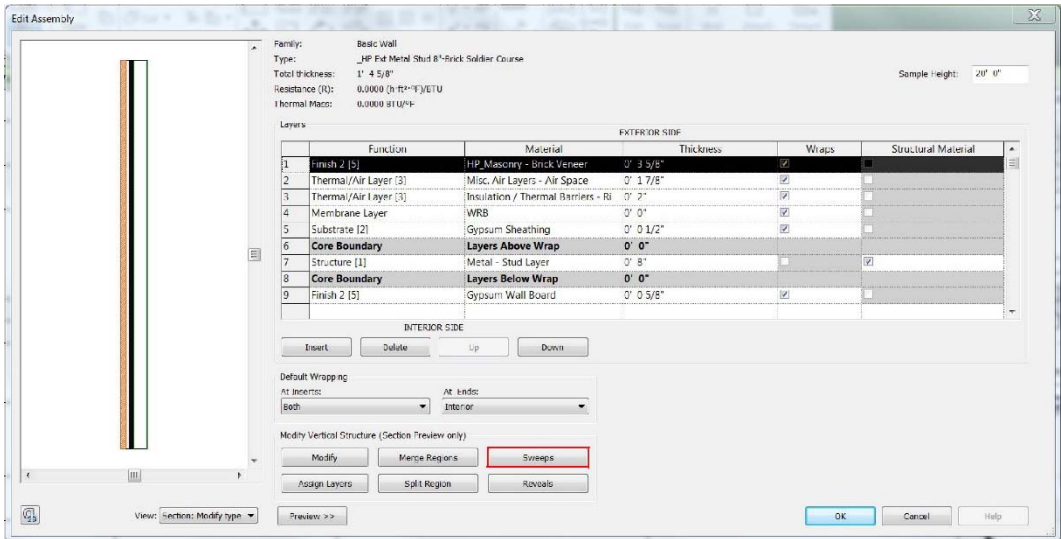 Edit Assembly
Family: Basic Wall
Type: _HP Ext Metal Stud 8"-Brick Soldier Course
Total thickness: 1' 4 5/8"
Sample Height: 20' 0"
Resistance (R): 0.0000 (h·ft²·°F)/BTU
Thermal Mass: 0.0000 BTU/°F
Layers
EXTERIOR SIDE
Function Material Thickness Wraps Structural Material
1 Finish 2 [5] HP_Masonry - Brick Veneer 0' 3 5/8"
2 Thermal/Air Layer [3] Misc. Air Layers - Air Space 0' 1 7/8"
3 Thermal/Air Layer [3] Insulation / Thermal Barriers - Ri 0' 2"
4 Membrane Layer WRB 0' 0"
5 Substrate [2] Gypsum Sheathing 0' 0 1/2"
6 Core Boundary Layers Above Wrap 0' 0"
7 Structure [1] Metal - Stud Layer 0' 8"
8 Core Boundary Layers Below Wrap 0' 0"
9 Finish 2 [5] Gypsum Wall Board 0' 0 5/8"
INTERIOR SIDE
Insert Delete Up Down
Default Wrapping
At Inserts: At Ends:
Both Interior
Modify Vertical Structure (Section Preview only)
Modify Merge Regions Sweeps
Assign Layers Split Region Reveals
View: Section: Modify type Preview >> OK Cancel Help